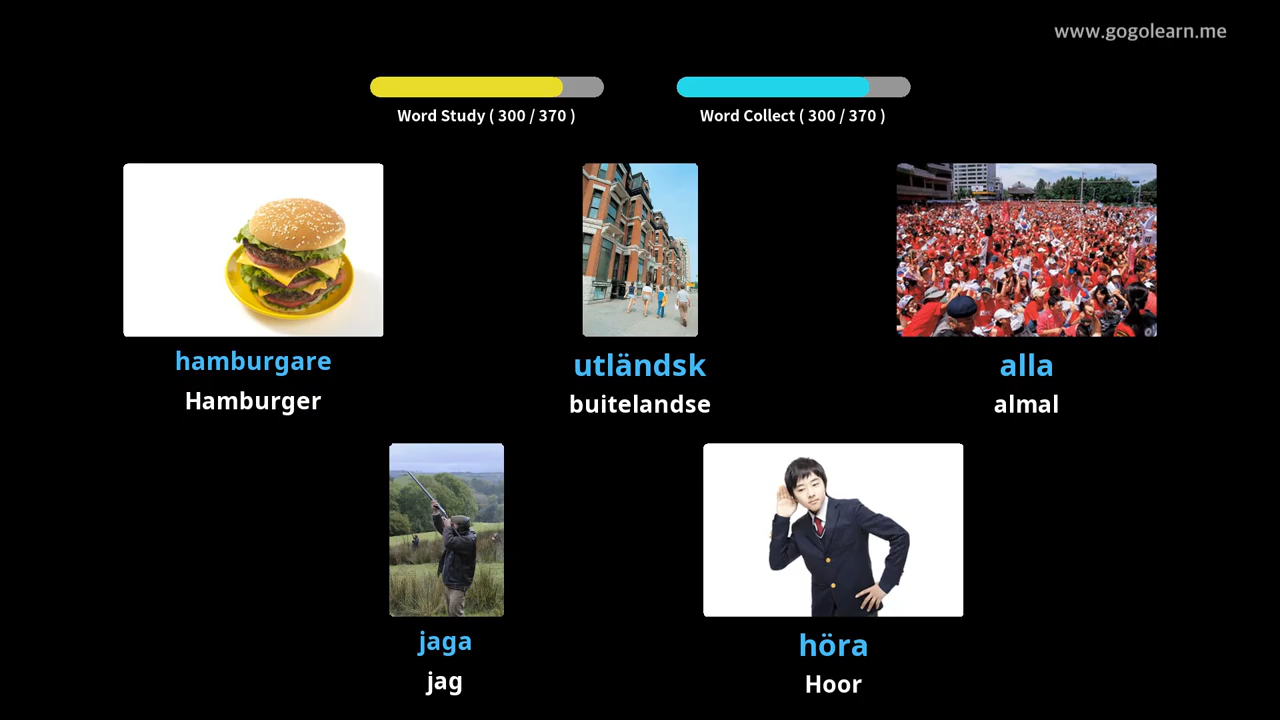 www.gogolearn.me
Word Study ( 300 / 370 )
Word Collect ( 300 / 370 )
hamburgare
Hamburger
utländsk
buitelandse
alla
almal
jaga
jag
höra
Hoor